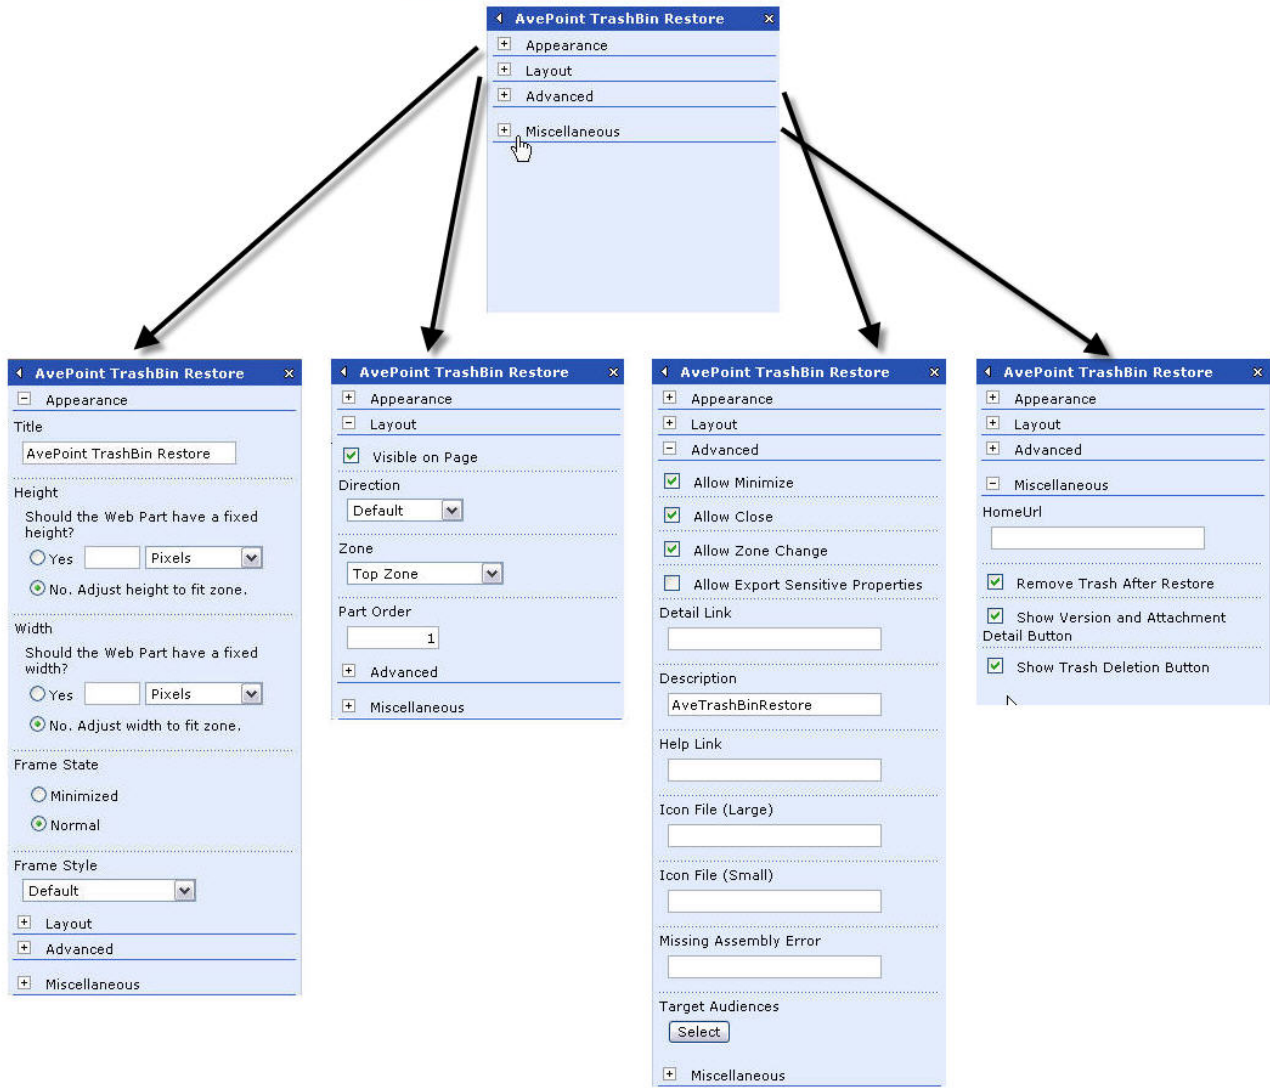 AvePoint TrashBin Restore
Appearance
Layout
Advanced
Miscellaneous
AvePoint TrashBin Restore
Appearance
Title
AvePoint TrashBin Restore
Height
Should the Web Part have a fixed
height?
Yes Pixels
No. Adjust height to fit zone.
Width
Should the Web Part have a fixed
width?
Yes Pixels
No. Adjust width to fit zone.
Frame State
Minimized
Normal
Frame Style
Default
Layout
Advanced
Miscellaneous
AvePoint TrashBin Restore
Appearance
Layout
Visible on Page
Direction
Default
Zone
Top Zone
Part Order
1
Advanced
Miscellaneous
AvePoint TrashBin Restore
Appearance
Layout
Advanced
Allow Minimize
Allow Close
Allow Zone Change
Allow Export Sensitive Properties
Detail Link
Description
AveTrashBinRestore
Help Link
Icon File (Large)
Icon File (Small)
Missing Assembly Error
Target Audiences
Select
Miscellaneous
AvePoint TrashBin Restore
Appearance
Layout
Advanced
Miscellaneous
HomeUrl
Remove Trash After Restore
Show Version and Attachment
Detail Button
Show Trash Deletion Button